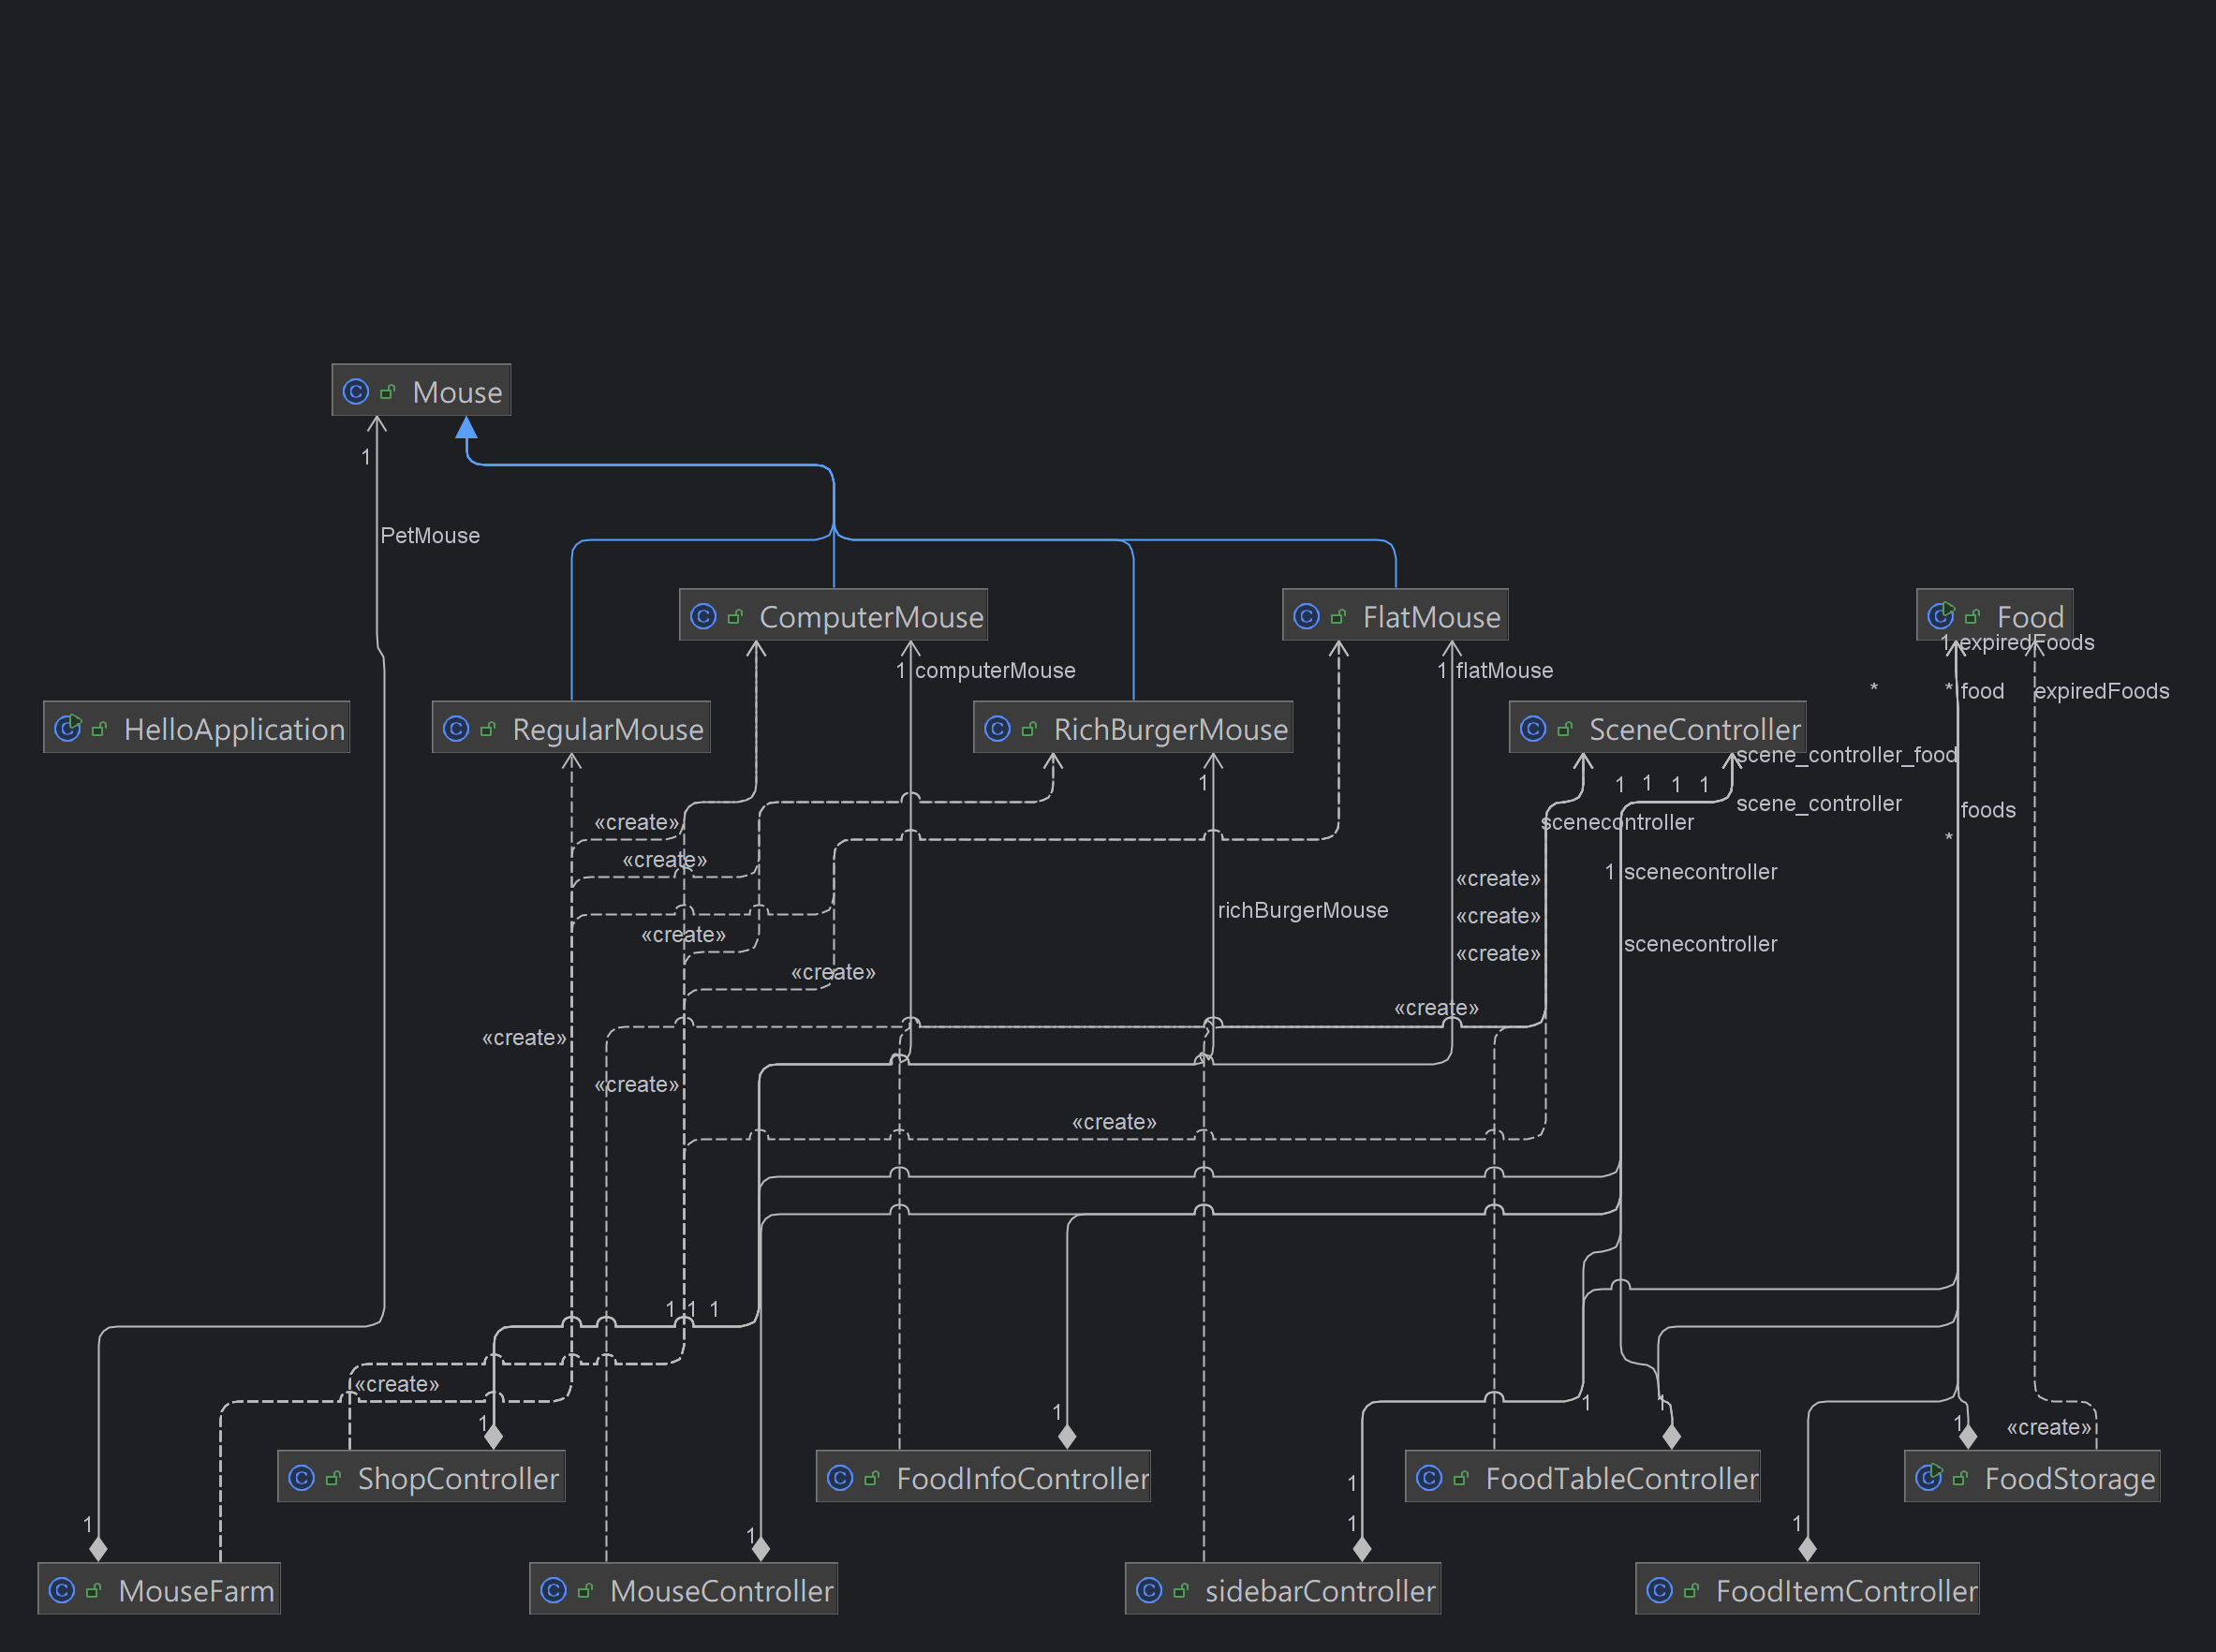 Mouse
1
PetMouse
ComputerMouse
FlatMouse
Food
1 expiredFoods
1 computerMouse
1 flatMouse
* * food
expiredFoods
HelloApplication
RegularMouse
RichBurgerMouse
SceneController
scene_controller_food
1
1 1 1 1
scene_controller
foods
«create»
scenecontroller
*
«create»
1 scenecontroller
«create»
richBurgerMouse
«create»
«create»
scenecontroller
«create»
«create»
«create»
«create»
«create»
«create»
«create»
1 1 1
«create»
1
1
1
1
1
«create»
ShopController
FoodInfoController
1
FoodTableController
FoodStorage
1
1
1
1
MouseFarm
MouseController
sidebarController
FoodItemController